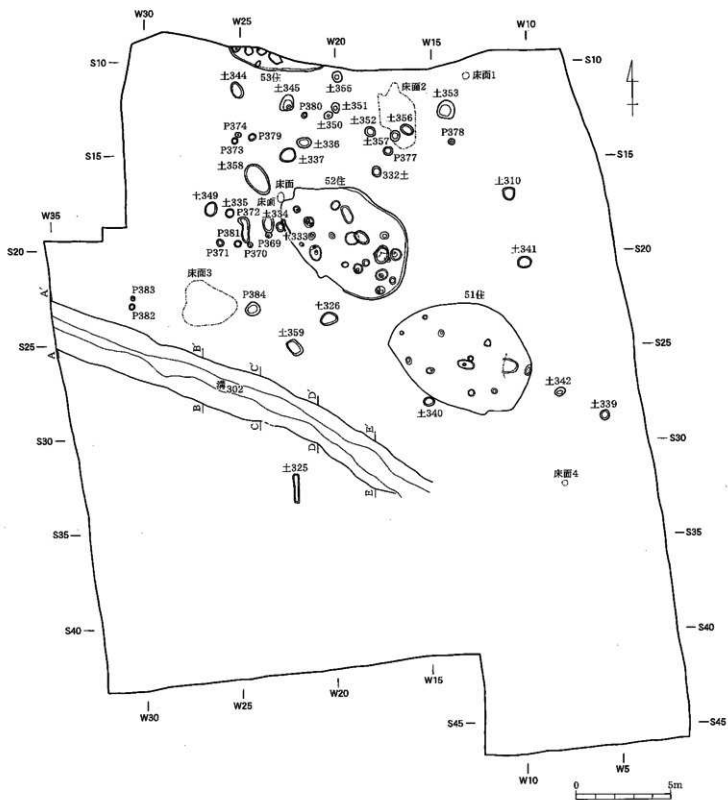 W30
W25
W20
W15
W10
S10
S10
53住
土344
土345
土356
床面2
床面1
土353
P380
土351
土350
土352
土356
P374
P379
P373
土336
土357
P378
S15
土337
P377
S15
土358
332土
土310
床面
52住
床面
土349
土335
P372
土334
W35
P381
P369
土333
P371
P370
土341
S20
S20
床面3
P383
P384
P382
51住
土326
A′
土359
S25
A
B′
C′
S25
溝302
土342
D′
B
土340
土339
C
E′
D
S30
S30
土325
E
床面4
S35
S35
S40
S40
W30
W25
W20
W15
S45
S45
W10
W5
0
5m